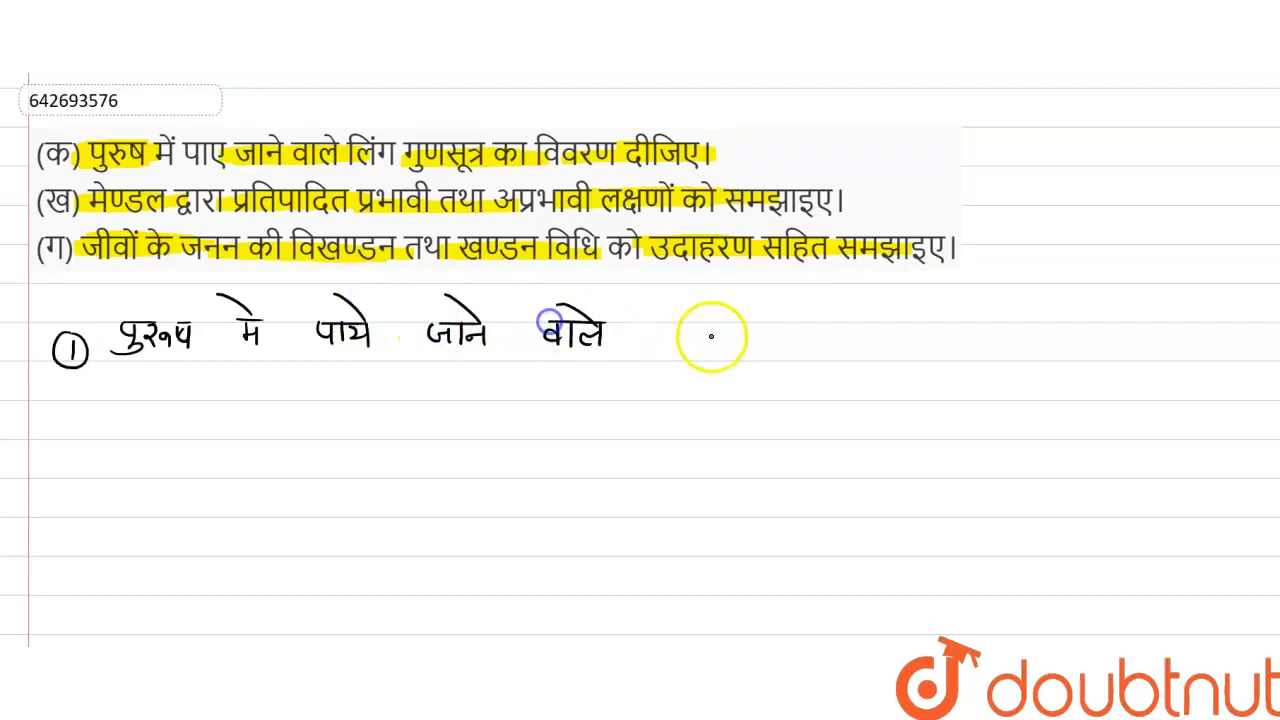 642693576
(क) पुरुष में पाए जाने वाले लिंग गुणसूत्र का विवरण दीजिए।
(ख) मेण्डल द्वारा प्रतिपादित प्रभावी तथा अप्रभावी लक्षणों को समझाइए।
(ग) जीवों के जनन की विखण्डन तथा खण्डन विधि को उदाहरण सहित समझाइए।
① पुरूष मे पाये जाने वाले
doubtnut